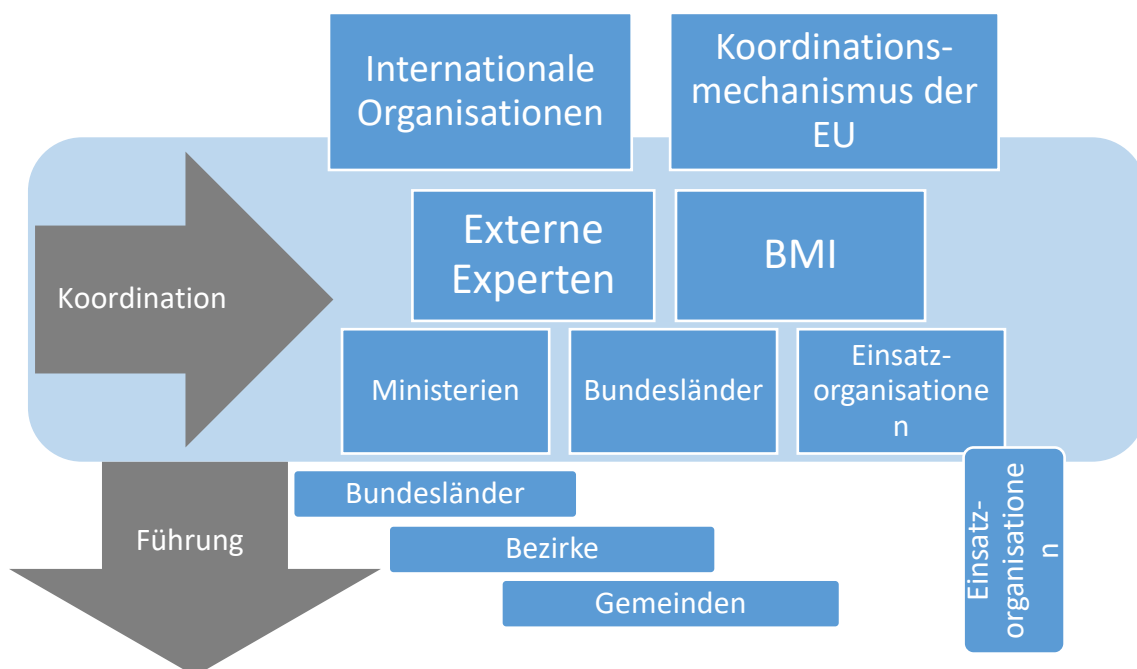 Internationale
Organisationen
Koordinations-
mechanismus der
EU
Externe
Experten
BMI
Koordination
Ministerien
Bundesländer
Einsatz-
organisatione
n
Bundesländer
Bezirke
Gemeinden
Führung
Einsatz-
organisatione
n